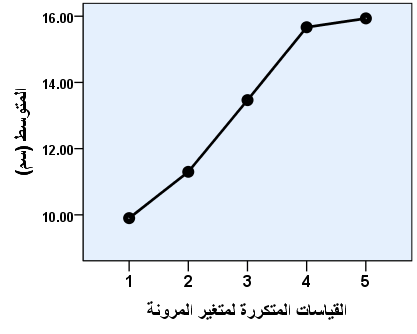 16.00
14.00
12.00
10.00
المتوسط (سم)
1 2 3 4 5
القياسات المتكررة لمتغير المرونة